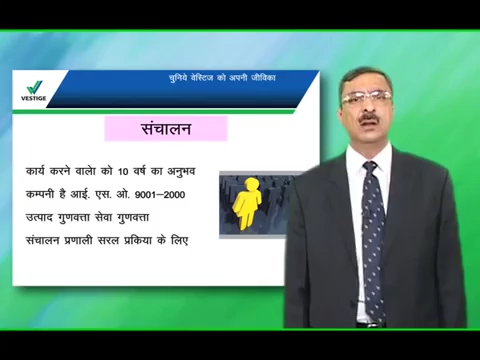 चुनिये वेस्टिज को अपनी जीविका
VESTIGE
संचालन
कार्य करने वालेा को 10 वर्ष का अनुभव
कम्पनी है आई. एस. ओ. 9001–2000
उत्पाद गुणवत्ता सेवा गुणवत्ता
संचालन प्रणाली सरल प्रकिया के लिए